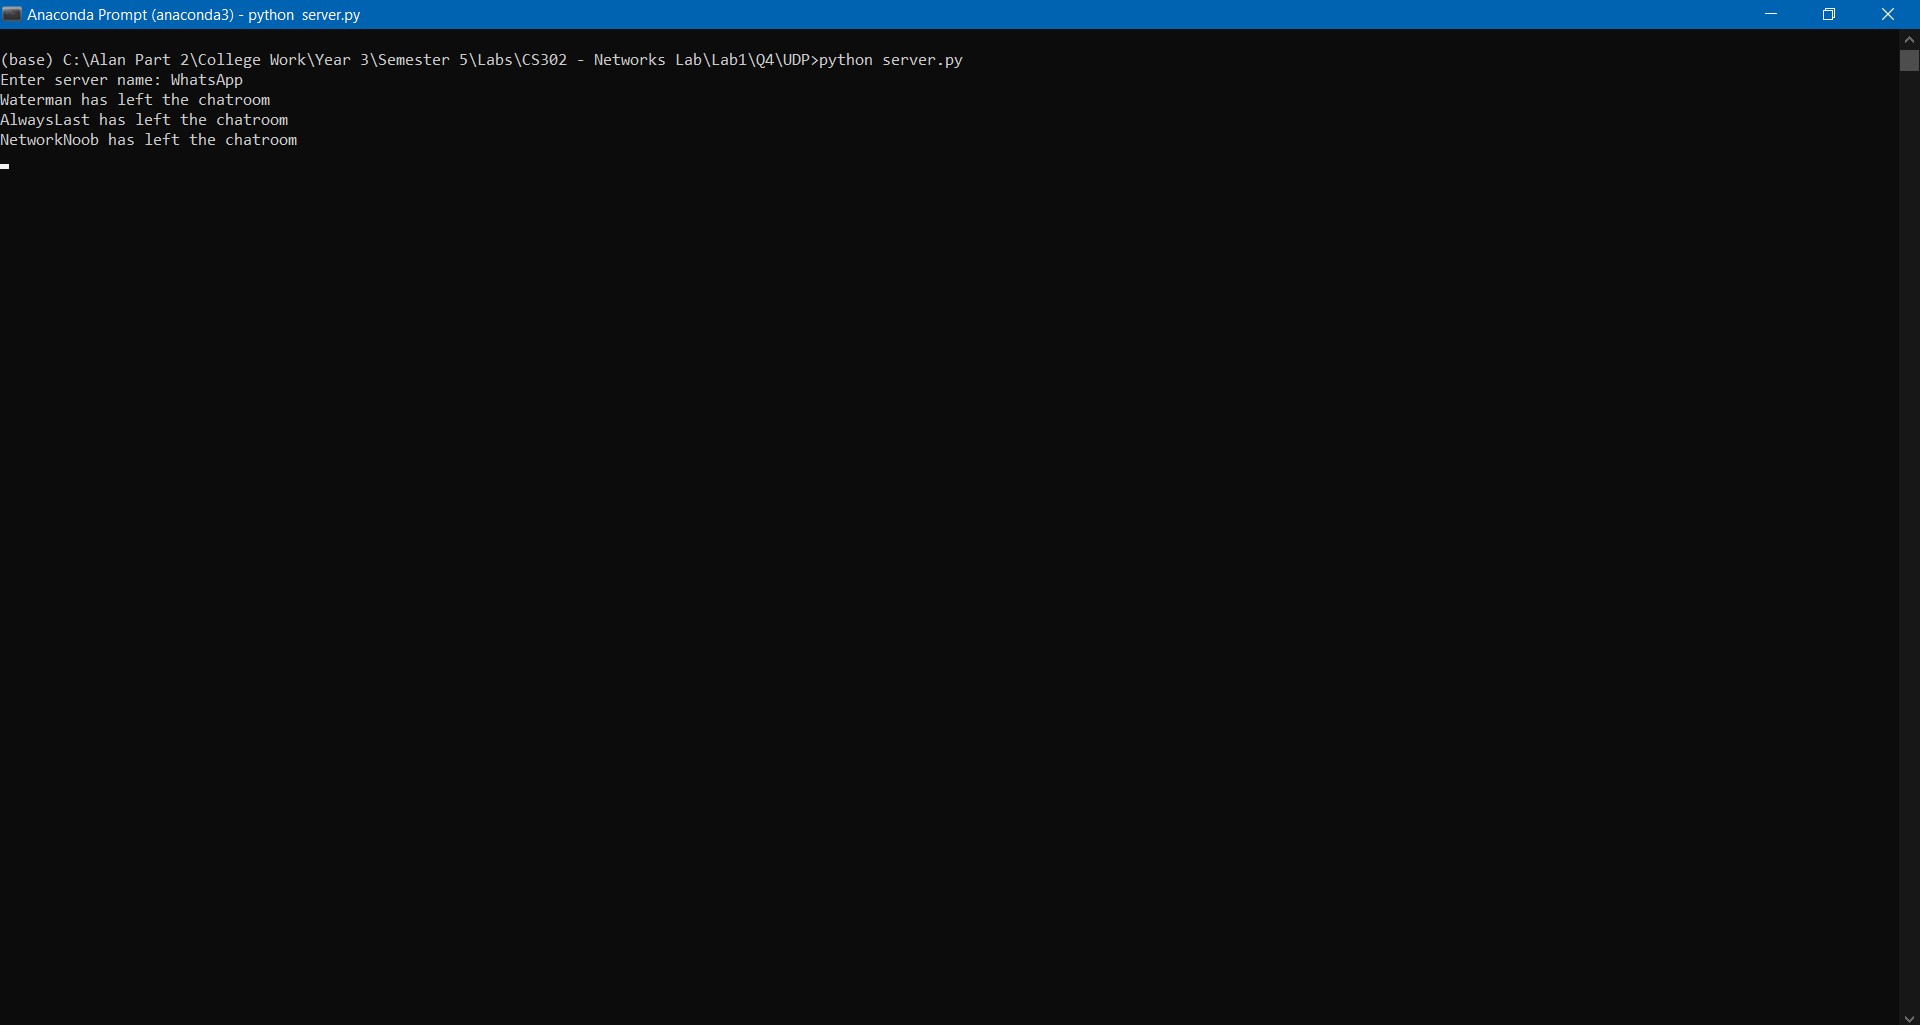 Anaconda Prompt (anaconda3) - python  server.py
(base) C:\Alan Part 2\College Work\Year 3\Semester 5\Labs\CS302 - Networks Lab\Lab1\Q4\UDP>python server.py
Enter server name: WhatsApp
Waterman has left the chatroom
AlwaysLast has left the chatroom
NetworkNoob has left the chatroom